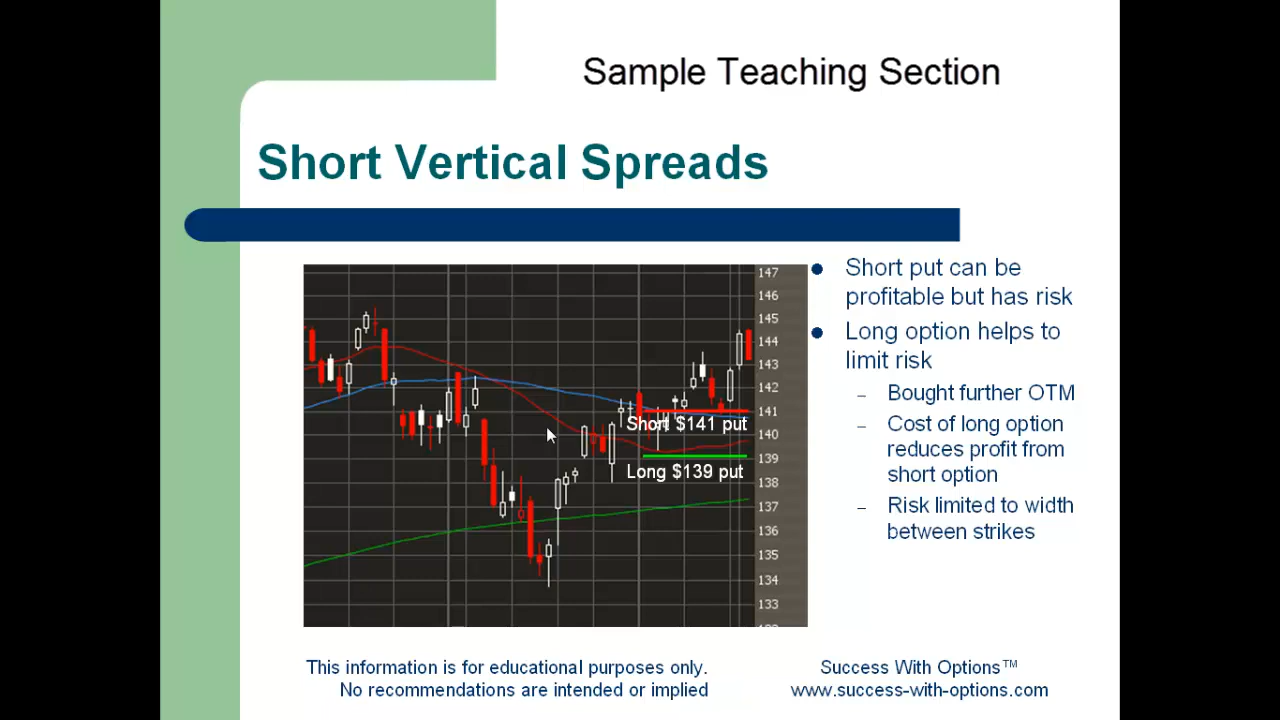 Sample Teaching Section
Short Vertical Spreads
147
146
145
144
143
142
141
140
139
138
137
136
135
134
133
Short $141 put
Long $139 put
Short put can be
profitable but has risk
Long option helps to
limit risk
– Bought further OTM
– Cost of long option
reduces profit from
short option
– Risk limited to width
between strikes
This information is for educational purposes only.
No recommendations are intended or implied
Success With Options™
www.success-with-options.com